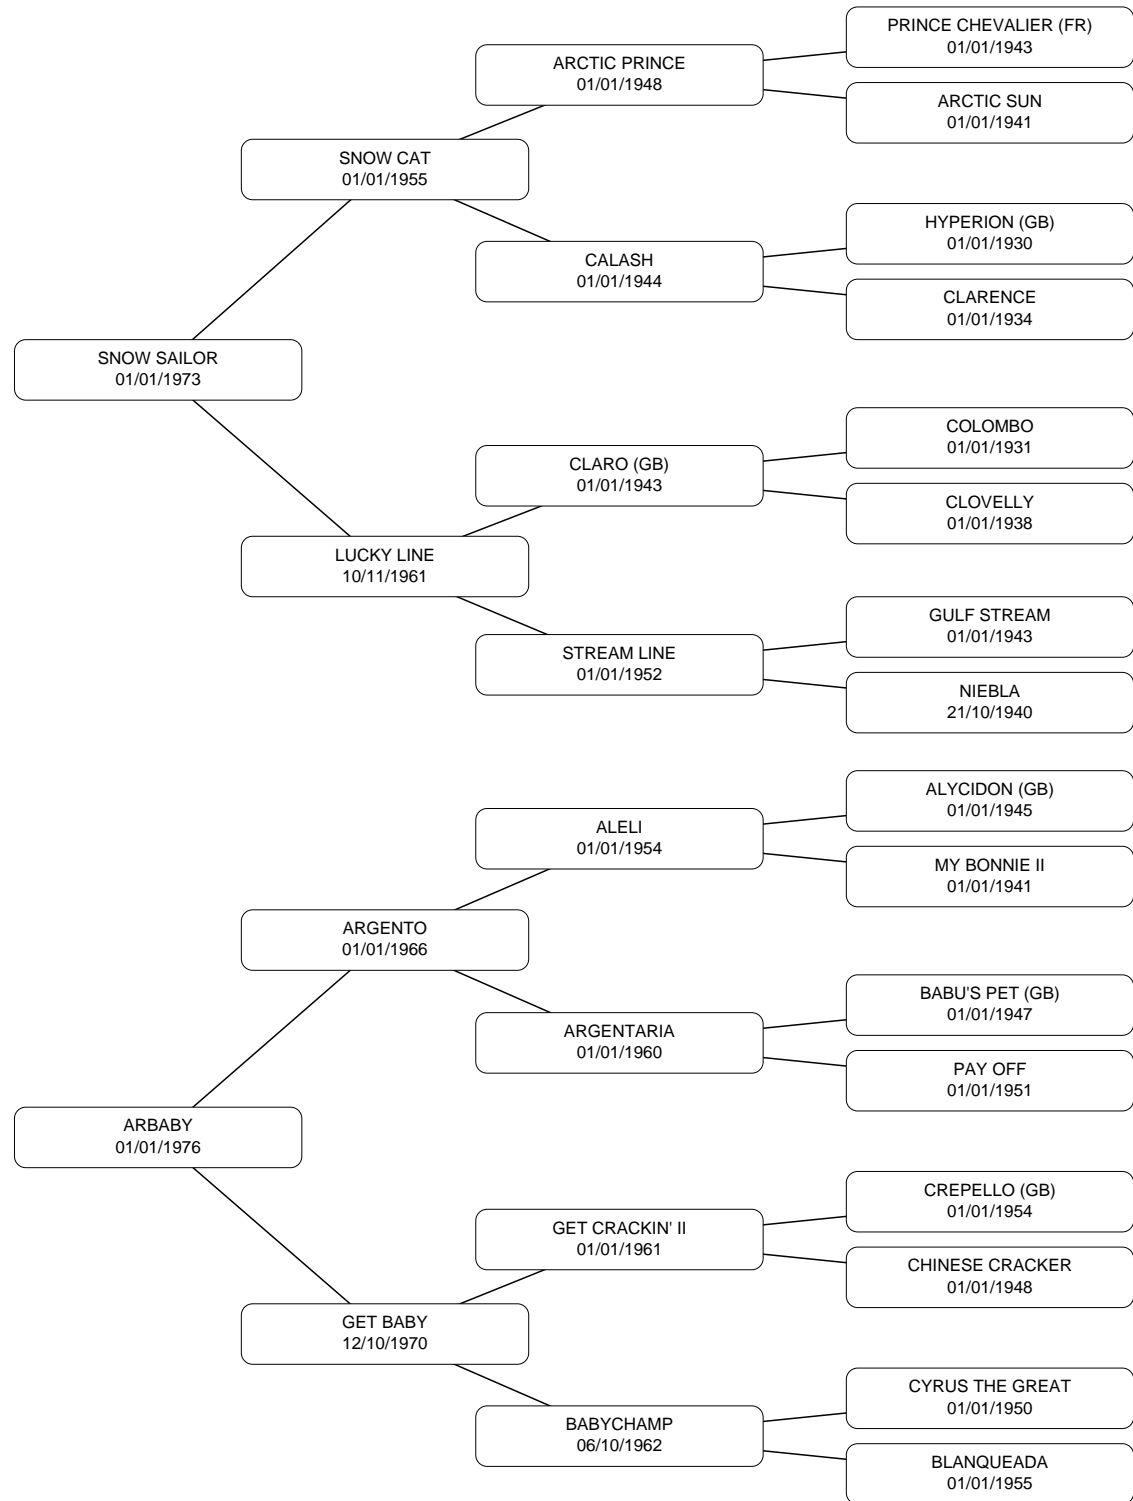 PRINCE CHEVALIER (FR)
01/01/1943
ARCTIC PRINCE
01/01/1948
ARCTIC SUN
01/01/1941
SNOW CAT
01/01/1955
HYPERION (GB)
01/01/1930
CALASH
01/01/1944
CLARENCE
01/01/1934
SNOW SAILOR
01/01/1973
COLOMBO
01/01/1931
CLARO (GB)
01/01/1943
CLOVELLY
01/01/1938
LUCKY LINE
10/11/1961
GULF STREAM
01/01/1943
STREAM LINE
01/01/1952
NIEBLA
21/10/1940
ALYCIDON (GB)
01/01/1945
ALELI
01/01/1954
MY BONNIE II
01/01/1941
ARGENTO
01/01/1966
BABU'S PET (GB)
01/01/1947
ARGENTARIA
01/01/1960
PAY OFF
01/01/1951
ARBABY
01/01/1976
CREPELLO (GB)
01/01/1954
GET CRACKIN' II
01/01/1961
CHINESE CRACKER
01/01/1948
GET BABY
12/10/1970
CYRUS THE GREAT
01/01/1950
BABYCHAMP
06/10/1962
BLANQUEADA
01/01/1955